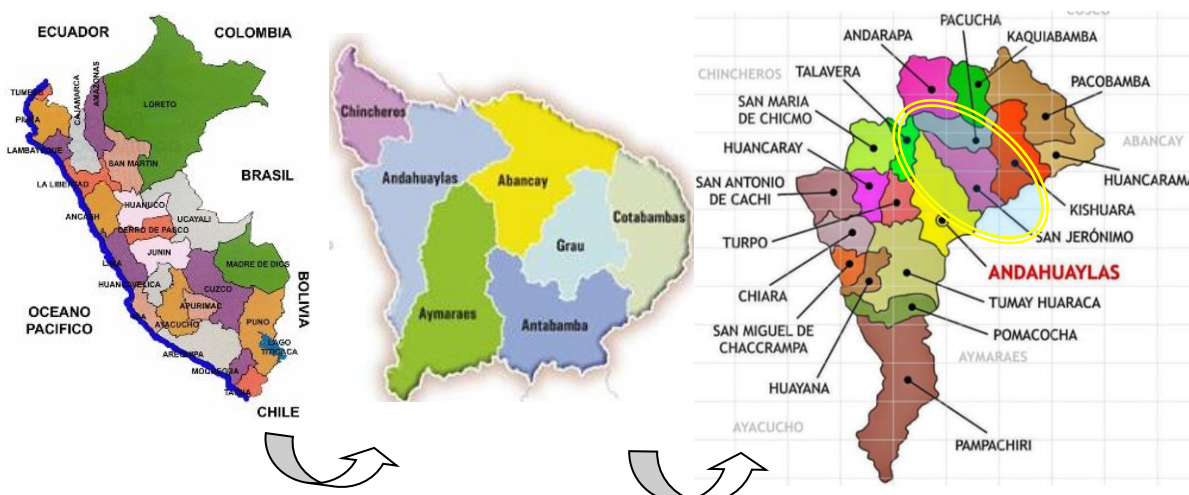 ECUADOR
COLOMBIA
TUMBES
PIURA
CAJAMARCA
AMAZONAS
LORETO
LAMBAYEQUE
SAN MARTIN
LA LIBERTAD
BRASIL
ANCASH
HUANUCO
UCAYALI
CERRO DE PASCO
LIMA
JUNIN
MADRE DE DIOS
HUANCAVELICA
CUZCO
OCEANO
PACIFICO
BOLIVIA
APURIMAC
AYACUCHO
PUNO
LAGO
TITICACA
AREQUIPA
MOQUEGUA
TACNA
CHILE
Chincheros
Andahuaylas
Abancay
Cotabambas
Grau
Aymaraes
Antabamba
CUSCO
PACUCHA
ANDARAPA
KAQUIABAMBA
CHINCHEROS
TALAVERA
PACOBAMBA
SAN MARIA
DE CHICMO
ABANCAY
HUANCARAY
HUANCARAMA
SAN ANTONIO
DE CACHI
KISHUARA
TURPO
SAN JERÓNIMO
ANDAHUAYLAS
CHIARA
TUMAY HUARACA
SAN MIGUEL DE
CHACCRAMPA
POMACOCHA
AYMARAES
HUAYANA
AYACUCHO
PAMPACHIRI